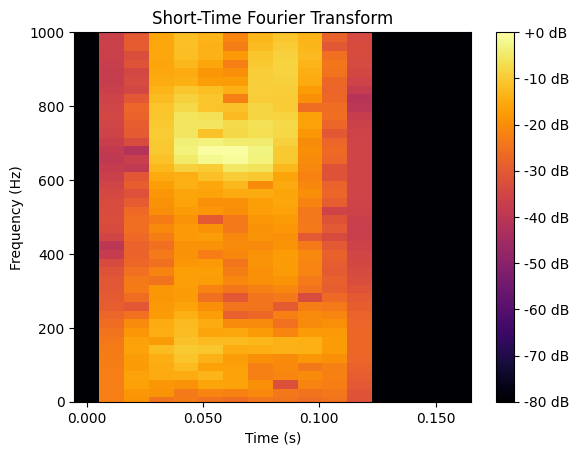 Short-Time Fourier Transform
1000
800
600
400
200
0
Frequency (Hz)
0.000
0.050
0.100
0.150
Time (s)
+0 dB
-10 dB
-20 dB
-30 dB
-40 dB
-50 dB
-60 dB
-70 dB
-80 dB